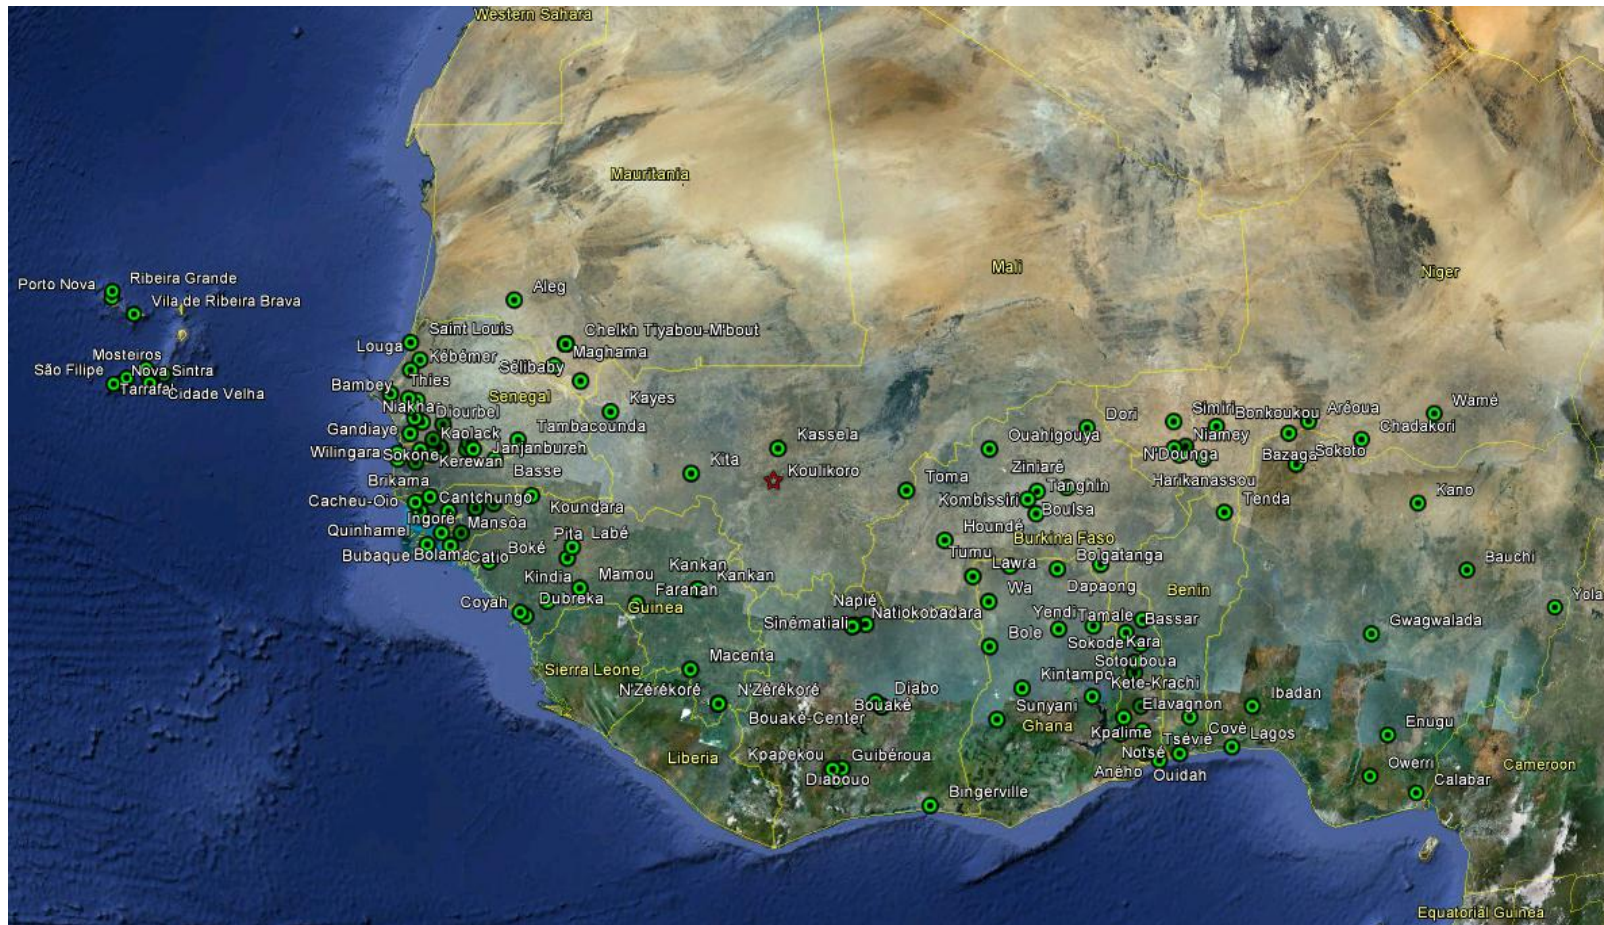 Western Sahara
Mauritania
Mali
Niger
Ribeira Grande
Porto Nova
Vila de Ribeira Brava
Aleg
Saint Louis
Chelkh Tiyabou-M'bout
Louga
Maghama
Kébémer
Sélibaby
Mosteiros
São Filipe
Nova Sintra
Tarrafal
Cidade Velha
Bambey
Thies
Senegal
Kayes
Niakhar
Diourbel
Gandiaye
Kaolack
Tambacounda
Janjanbureh
Wilingara
Sokone
Kerewan
Basse
Brikama
Kassela
Koulikoro
Kita
Ouahigouya
Dori
Simiri
Bonkoukou
Aréoua
Wamé
Chadakori
Niamey
N'Dounga
Bazaga
Sokoto
Harikanassou
Toma
Ziniaré
Tanghin
Kombissiri
Boulsa
Tenda
Kano
Cacheu-Oio
Cantchungo
Koundara
Ingoré
Mansôa
Quinhamel
Bubaque
Bolama
Catio
Boké
Pita
Labé
Houndé
Burkina Faso
Tumu
Lawra
Bolgatanga
Wa
Dapaong
Benin
Bauchi
Yola
Kindia
Mamou
Kankan
Kankan
Faranah
Guinea
Dubreka
Coyah
Napié
Natiokobadara
Sinématiali
Yendi
Tamale
Bassar
Bole
Sokode
Kara
Gwagwalada
Sotouboua
Sierra Leone
Macenta
N'Zérékoré
N'Zérékoré
Kintampo
Kete-Krachi
Diabo
Bouaké
Bouaké-Center
Sunyani
Ghana
Elavagnon
Ibadan
Kpalime
Tsévié
Cové
Lagos
Enugu
Liberia
Kpapekou
Guibéroua
Diabouo
Notsé
Aného
Ouidah
Owerri
Calabar
Cameroon
Bingerville
Equatorial Guinea